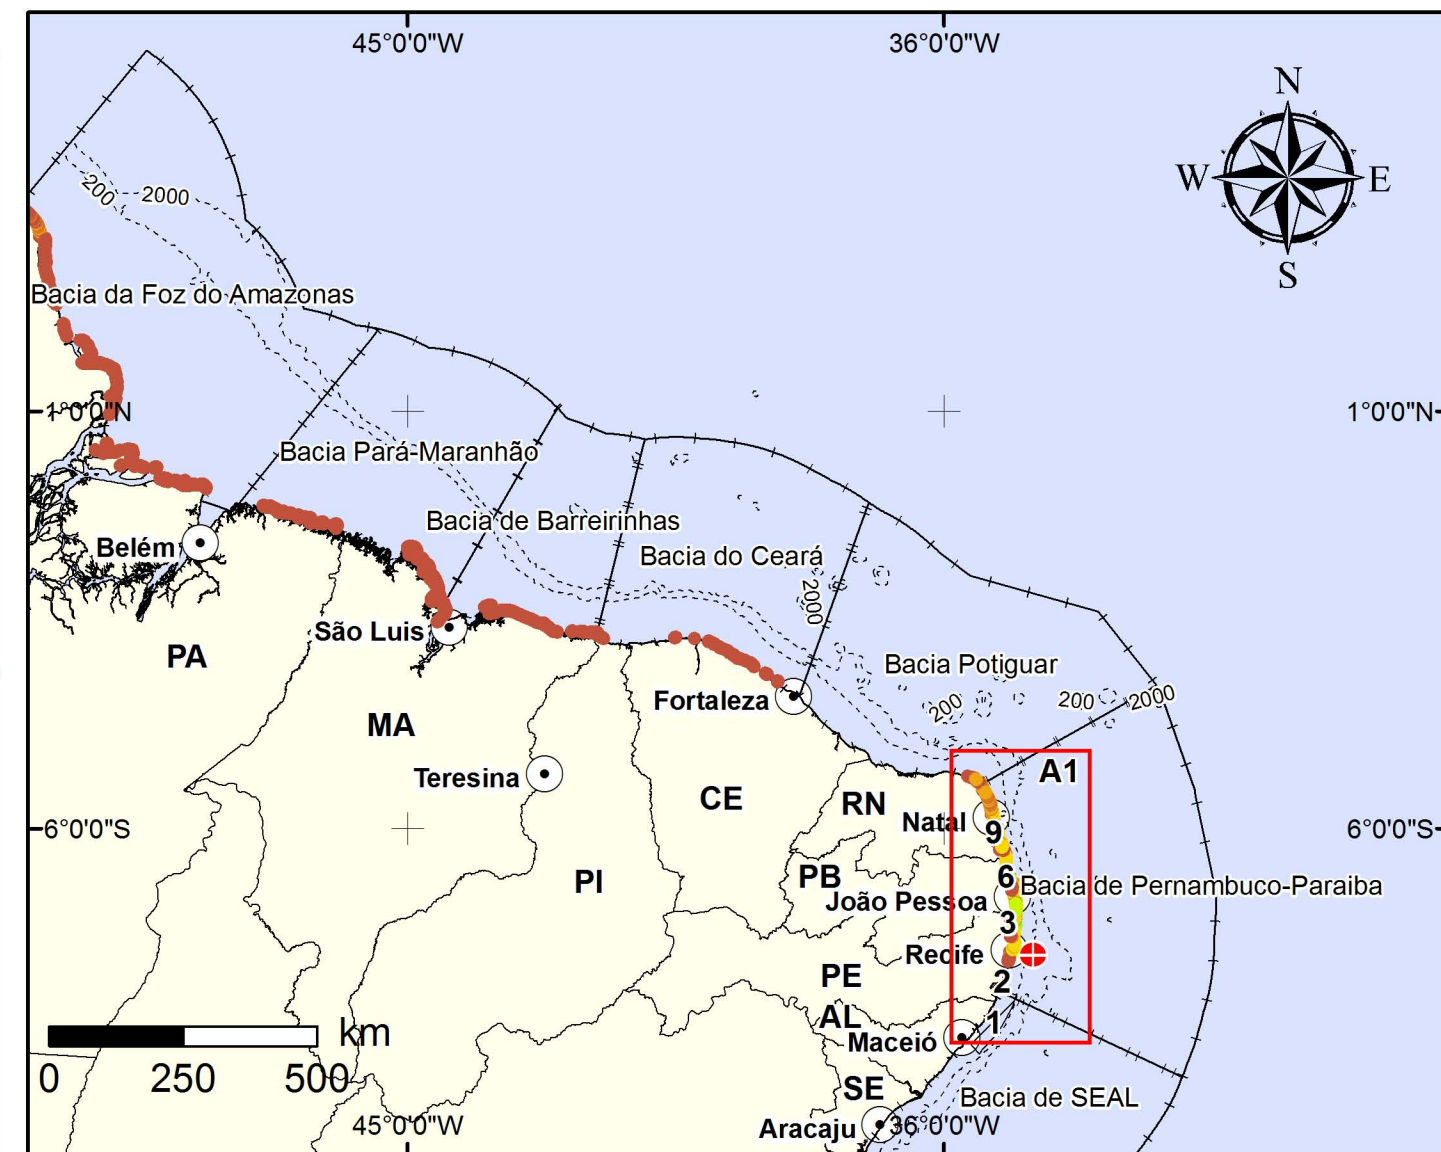 45°0'0"W
36°0'0"W
N
W
E
S
200
2000
Bacia da Foz do Amazonas
1°0'0"N
1°0'0"N
Bacia Pará-Maranhão
Bacia de Barreirinhas
Belém
Bacia do Ceará
2000
São Luis
PA
Bacia Potiguar
Fortaleza
200
200
2000
MA
Teresina
A1
CE
RN
Natal
9
6°0'0"S
6°0'0"S
PI
PB
6
Bacia de Pernambuco-Paraiba
João Pessoa
3
Recife
PE
2
AL
1
Maceió
km
0
250
500
SE
Bacia de SEAL
45°0'0"W
Aracaju
36°0'0"W